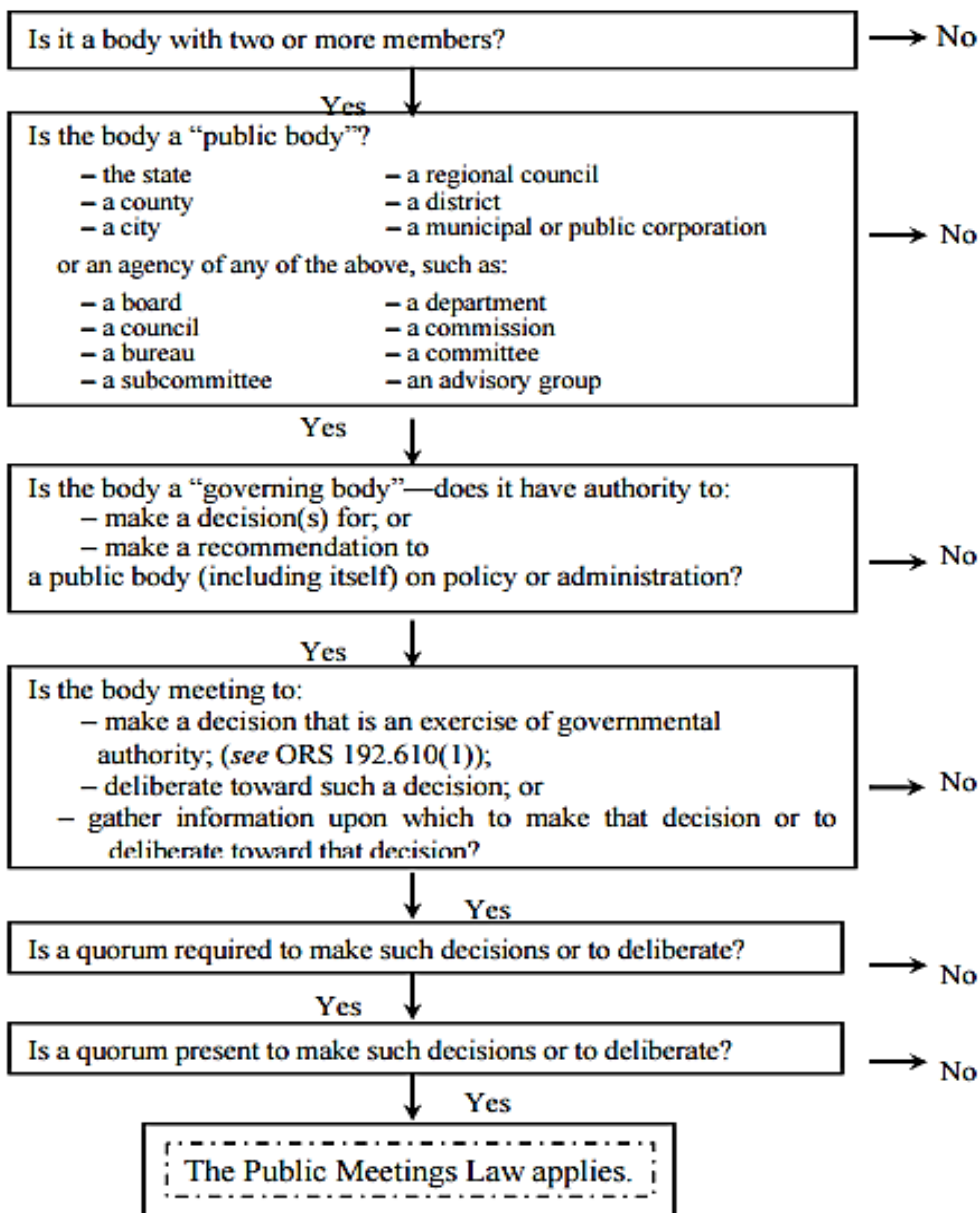 Is it a body with two or more members?
No
Yes
Is the body a “public body”?
– the state – a regional council
– a county – a district
– a city – a municipal or public corporation
No
or an agency of any of the above, such as:
– a board – a department
– a council – a commission
– a bureau – a committee
– a subcommittee – an advisory group
Yes
Is the body a “governing body”—does it have authority to:
– make a decision(s) for; or
– make a recommendation to
No
a public body (including itself) on policy or administration?
Yes
Is the body meeting to:
– make a decision that is an exercise of governmental
authority; (see ORS 192.610(1));
– deliberate toward such a decision; or
No
– gather information upon which to make that decision or to
deliberate toward that decision?
Yes
Is a quorum required to make such decisions or to deliberate?
No
Yes
Is a quorum present to make such decisions or to deliberate?
No
Yes
The Public Meetings Law applies.